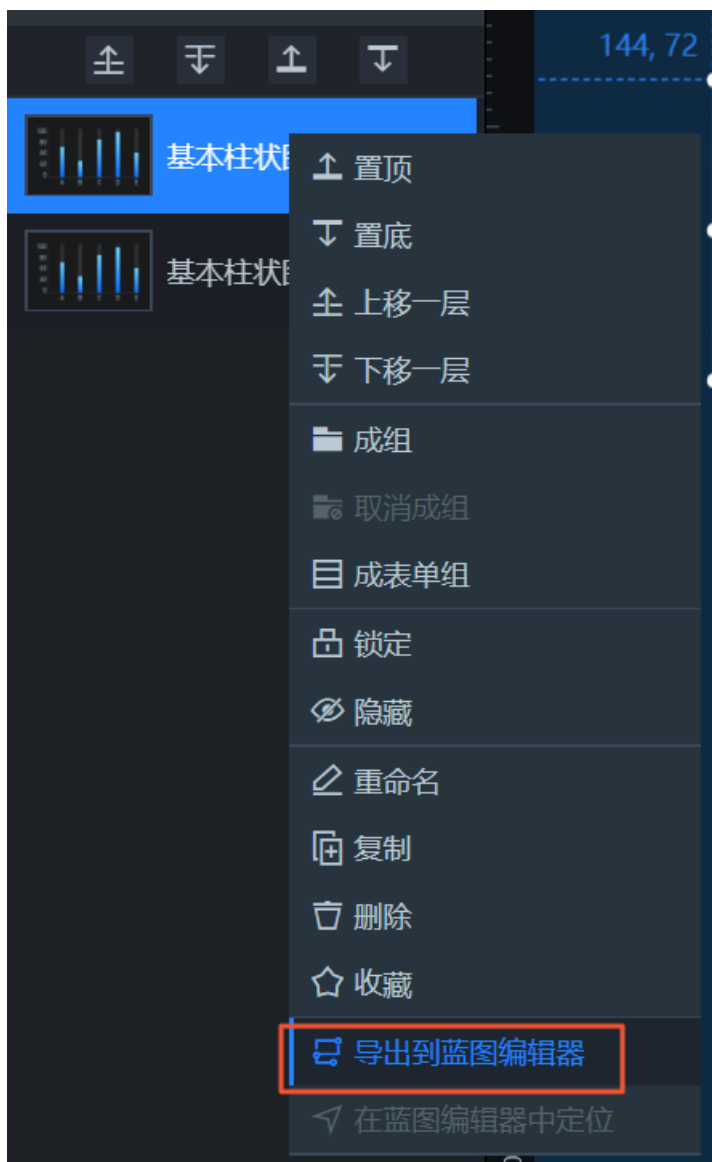 144, 72
基本柱状
置顶
置底
基本柱状
上移一层
下移一层
成组
取消成组
成表单组
锁定
隐藏
重命名
复制
删除
收藏
导出到蓝图编辑器
在蓝图编辑器中定位